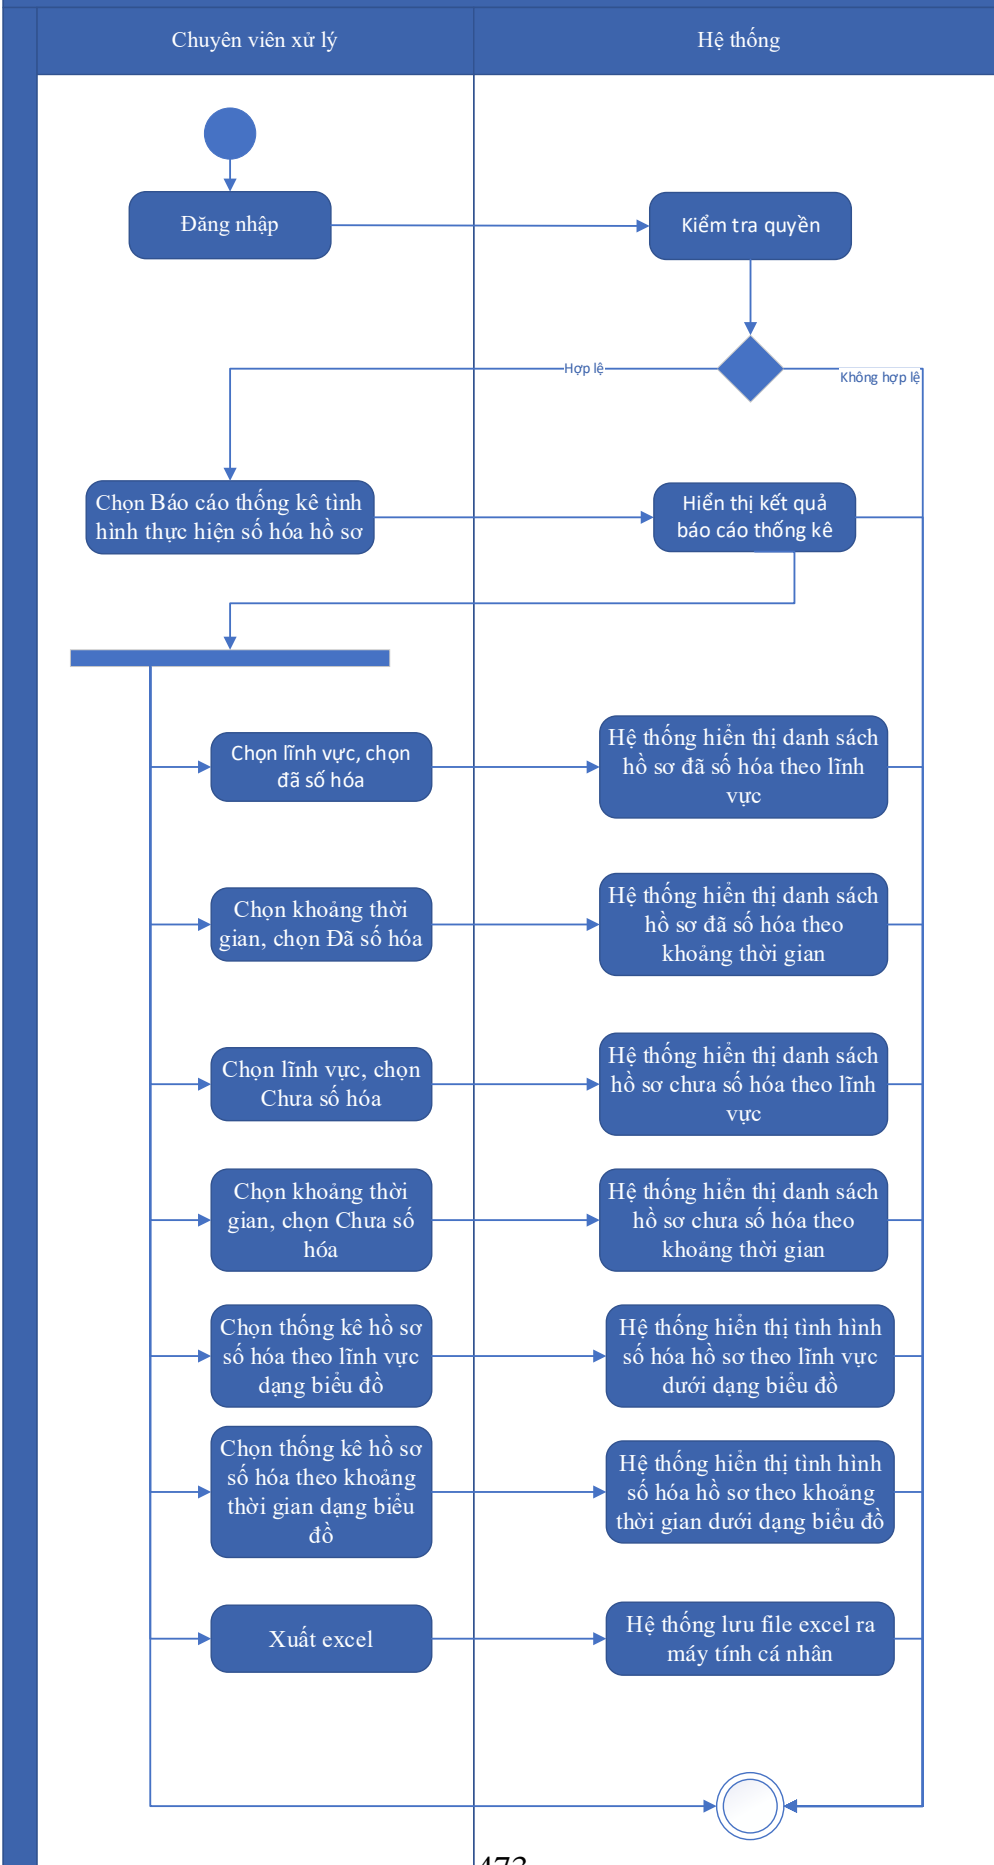 Chuyên viên xử lý
Hệ thống
Đăng nhập
Kiểm tra quyền
Hợp lệ
Không hợp lệ
Chọn Báo cáo thống kê tình
hình thực hiện số hóa hồ sơ
Hiển thị kết quả
báo cáo thống kê
Chọn lĩnh vực, chọn
đã số hóa
Hệ thống hiển thị danh sách
hồ sơ đã số hóa theo lĩnh
vực
Chọn khoảng thời
gian, chọn Đã số hóa
Hệ thống hiển thị danh sách
hồ sơ đã số hóa theo
khoảng thời gian
Chọn lĩnh vực, chọn
Chưa số hóa
Hệ thống hiển thị danh sách
hồ sơ chưa số hóa theo lĩnh
vực
Chọn khoảng thời
gian, chọn Chưa số
hóa
Hệ thống hiển thị danh sách
hồ sơ chưa số hóa theo
khoảng thời gian
Chọn thống kê hồ sơ
số hóa theo lĩnh vực
dạng biểu đồ
Hệ thống hiển thị tình hình
số hóa hồ sơ theo lĩnh vực
dưới dạng biểu đồ
Chọn thống kê hồ sơ
số hóa theo khoảng
thời gian dạng biểu
đồ
Hệ thống hiển thị tình hình
số hóa hồ sơ theo khoảng
thời gian dưới dạng biểu đồ
Xuất excel
Hệ thống lưu file excel ra
máy tính cá nhân
473